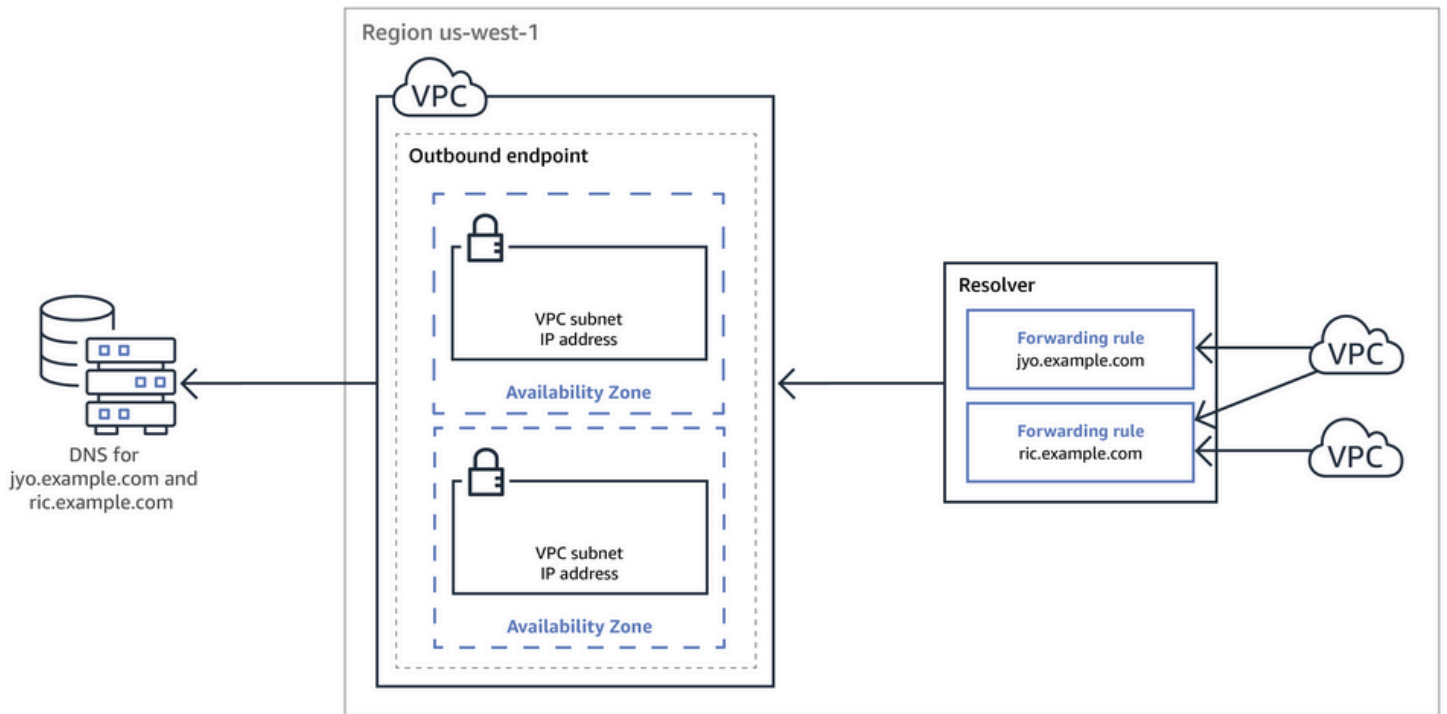 Region us-west-1
VPC
Outbound endpoint
VPC subnet
IP address
Availability Zone
VPC subnet
IP address
Availability Zone
DNS for
jyo.example.com and
ric.example.com
Resolver
Forwarding rule
jyo.example.com
Forwarding rule
ric.example.com
VPC
VPC